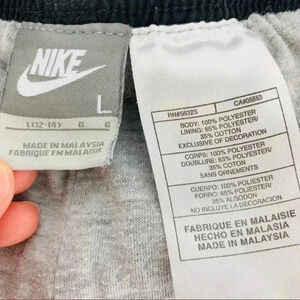 NIKE
L
L(12-14) G G
MADE IN MALAYSIA
FABRIQUE EN MALAISIE
RN#56323 CA#05553
BODY: 100% POLYESTER
LINING: 65% POLYESTER/
35% COTTON
EXCLUSIVE OF DECORATION
CORPS: 100% POLYESTER
DOUBLURE: 65% POLYESTER/
35% COTON
SANS ORNEMENTS
CUERPO: 100% POLIESTER
FORRO: 65% POLIESTER/
35% ALGODON
NO INCLUYE LA DECORACION
FABRIQUE EN MALAISIE
HECHO EN MALASIA
MADE IN MALAYSIA